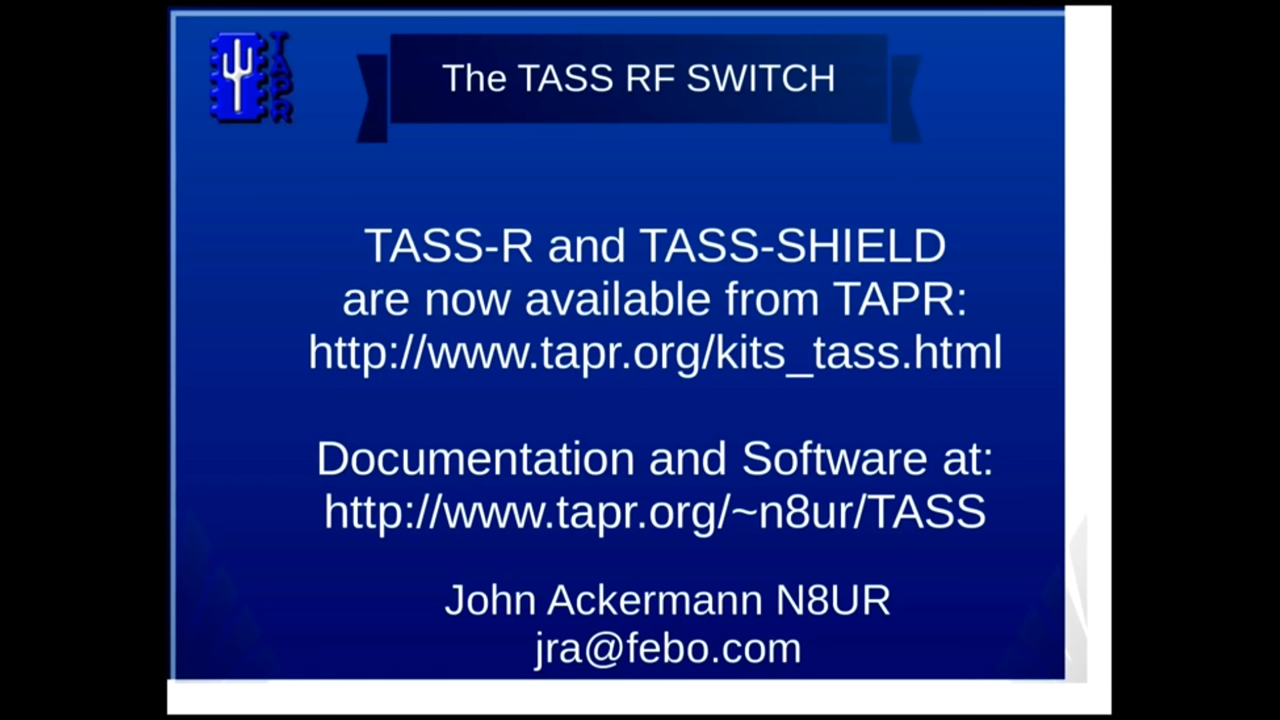 TAPR
The TASS RF SWITCH
TASS-R and TASS-SHIELD
are now available from TAPR:
http://www.tapr.org/kits_tass.html
Documentation and Software at:
http://www.tapr.org/~n8ur/TASS
John Ackermann N8UR
jra@febo.com